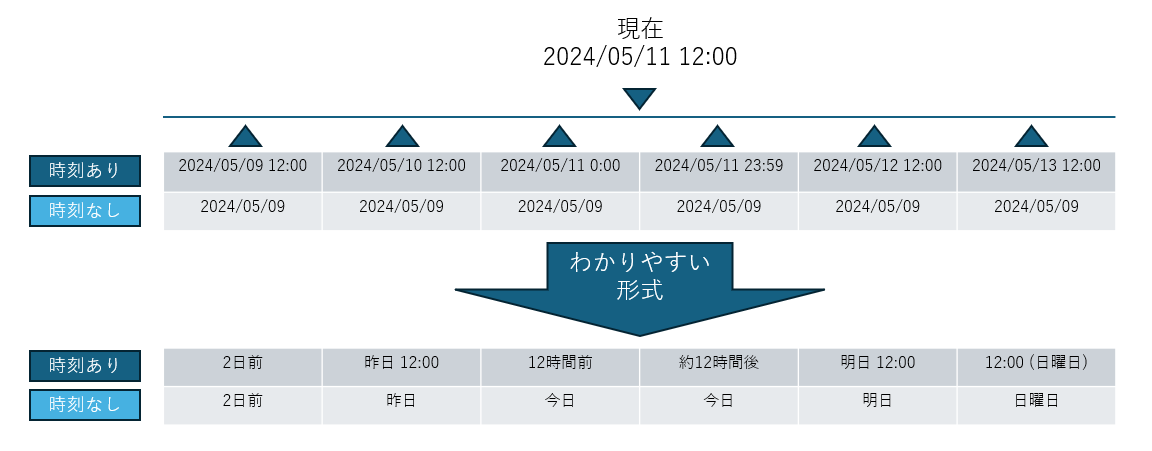 現在
2024/05/11 12:00
時刻あり 2024/05/09 12:00 2024/05/10 12:00 2024/05/11 0:00 2024/05/11 23:59 2024/05/12 12:00 2024/05/13 12:00
時刻なし 2024/05/09 2024/05/09 2024/05/09 2024/05/09 2024/05/09 2024/05/09
わかりやすい
形式
時刻あり 2日前 昨日 12:00 12時間前 約12時間後 明日 12:00 12:00 (日曜日)
時刻なし 2日前 昨日 今日 今日 明日 日曜日